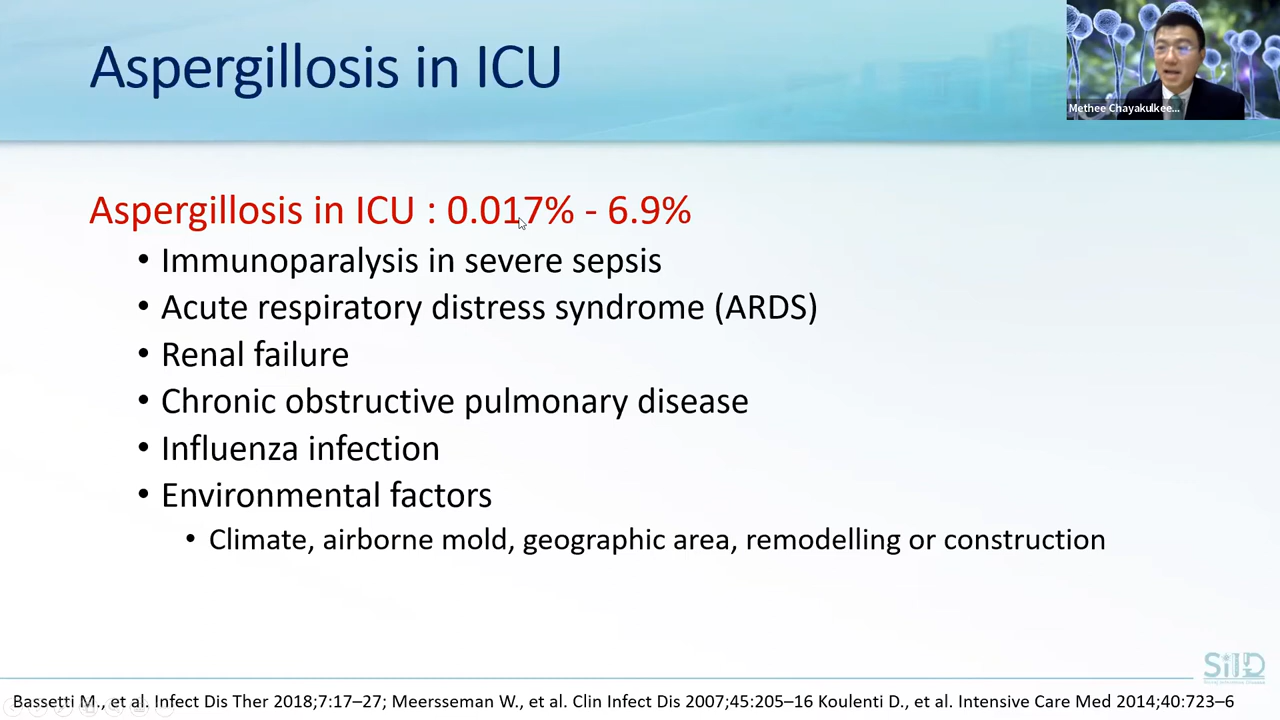 Aspergillosis in ICU
Methee Chayakulkee...
Aspergillosis in ICU : 0.017% - 6.9%
• Immunoparalysis in severe sepsis
• Acute respiratory distress syndrome (ARDS)
• Renal failure
• Chronic obstructive pulmonary disease
• Influenza infection
• Environmental factors
• Climate, airborne mold, geographic area, remodelling or construction
SiID
Bassetti M., et al. Infect Dis Ther 2018;7:17–27; Meersseman W., et al. Clin Infect Dis 2007;45:205–16 Koulenti D., et al. Intensive Care Med 2014;40:723–6